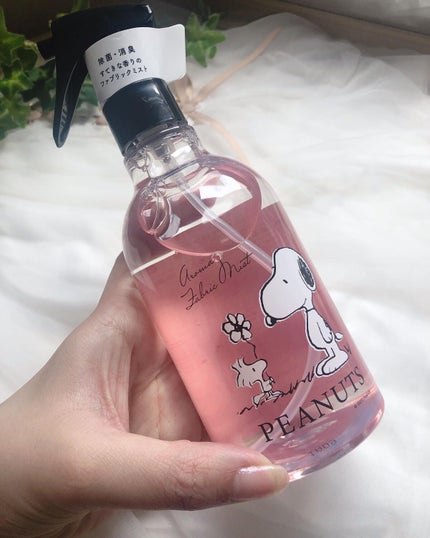 除菌・消臭
すてきな香りの
ファブリックミスト
Aroma
Fabric Mist
PEANUTS